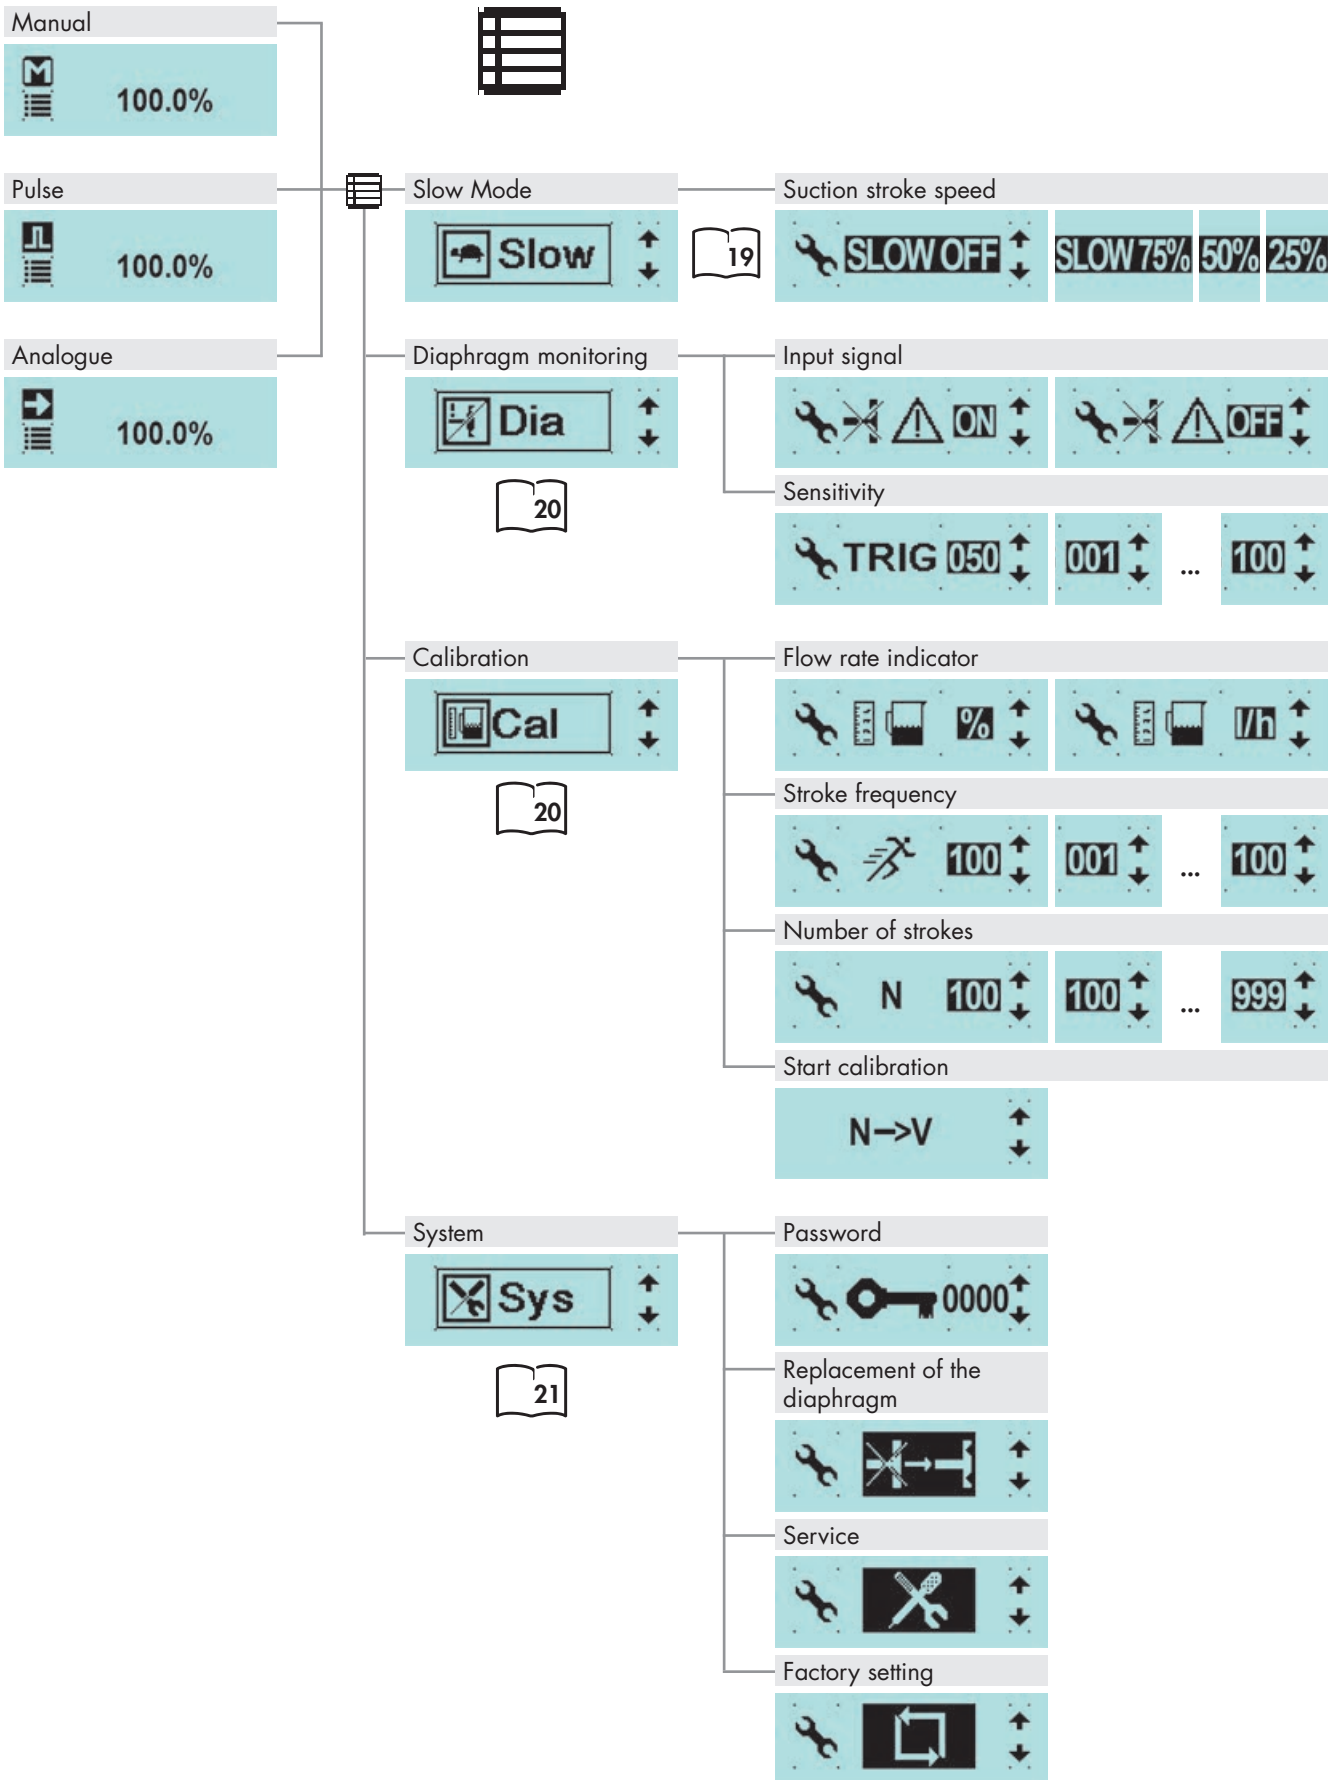 Manual
M
100.0%
Pulse
100.0%
Analogue
100.0%
Slow Mode
Slow
19
Suction stroke speed
SLOW OFF
SLOW 75%
50%
25%
Diaphragm monitoring
Dia
20
Input signal
ON
OFF
Sensitivity
TRIG 050
001
...
100
Calibration
Cal
20
Flow rate indicator
%
l/h
Stroke frequency
100
001
...
100
Number of strokes
N 100
100
...
999
Start calibration
N->V
System
Sys
21
Password
0000
Replacement of the
diaphragm
Service
Factory setting